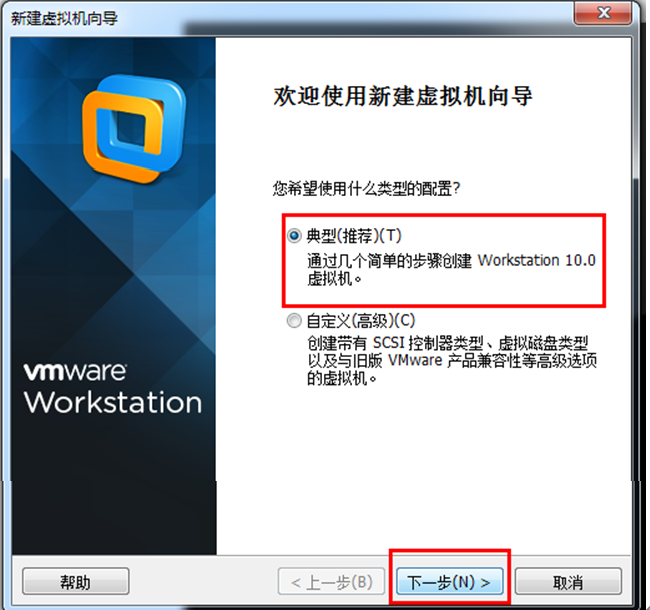 新建虚拟机向导
欢迎使用新建虚拟机向导
您希望使用什么类型的配置?
典型(推荐)(T)
通过几个简单的步骤创建 Workstation 10.0
虚拟机。
自定义(高级)(C)
创建带有 SCSI 控制器类型、虚拟磁盘类型
以及与旧版 VMware 产品兼容性等高级选项
的虚拟机。
vmware
Workstation
帮助
< 上一步(B)
下一步(N) >
取消